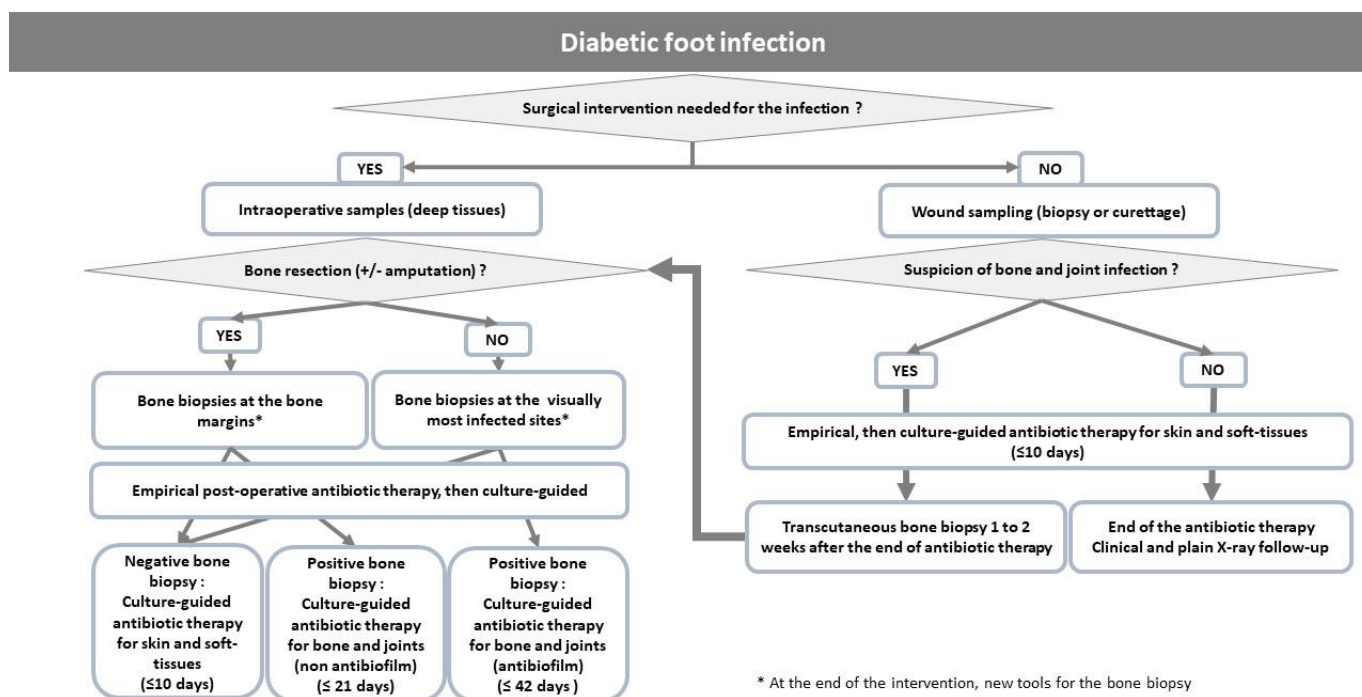 Diabetic foot infection
Surgical intervention needed for the infection ?
YES
NO
Intraoperative samples (deep tissues)
Wound sampling (biopsy or curettage)
Bone resection (+/- amputation) ?
Suspicion of bone and joint infection ?
YES
NO
YES
NO
Bone biopsies at the bone
margins*
Bone biopsies at the visually
most infected sites*
Empirical, then culture-guided antibiotic therapy for skin and soft-tissues
(≤10 days)
Empirical post-operative antibiotic therapy, then culture-guided
Transcutaneous bone biopsy 1 to 2
weeks after the end of antibiotic therapy
End of the antibiotic therapy
Clinical and plain X-ray follow-up
Negative bone
biopsy :
Culture-guided
antibiotic therapy
for skin and soft-
tissues
(≤10 days)
Positive bone
biopsy :
Culture-guided
antibiotic therapy
for bone and joints
(non antibiofilm)
(≤ 21 days)
Positive bone
biopsy :
Culture-guided
antibiotic therapy
for bone and joints
(antibiofilm)
(≤ 42 days )
* At the end of the intervention, new tools for the bone biopsy